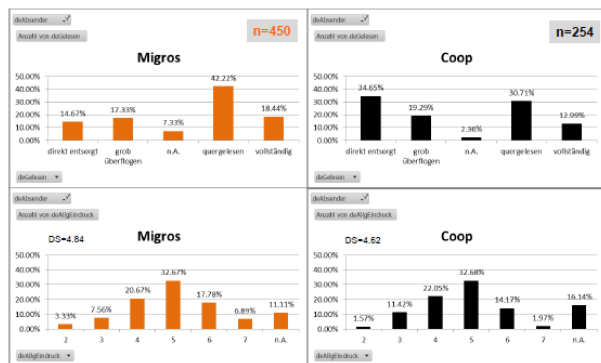 deAbsender
Anzahl von deGelesen
n=450
Migros
50.00%
40.00%
30.00%
20.00%
10.00%
0.00%
14.67%
17.33%
7.33%
42.22%
18.44%
direkt entsorgt
grob überflogen
n.A.
quergelesen
vollständig
deGelesen
deAbsender
Anzahl von deGelesen
n=254
Coop
50.00%
40.00%
30.00%
20.00%
10.00%
0.00%
34.65%
19.29%
2.36%
30.71%
12.99%
direkt entsorgt
grob überflogen
n.A.
quergelesen
vollständig
deGelesen
deAbsender
Anzahl von deAllgEindruck
DS=4.84
Migros
50.00%
40.00%
30.00%
20.00%
10.00%
0.00%
3.33%
7.56%
20.67%
32.67%
17.78%
6.89%
11.11%
2 3 4 5 6 7 n.A.
deAllgEindruck
deAbsender
Anzahl von deAllgEindruck
DS=4.62
Coop
50.00%
40.00%
30.00%
20.00%
10.00%
0.00%
1.57%
11.42%
22.05%
32.68%
14.17%
1.97%
16.14%
2 3 4 5 6 7 n.A.
deAllgEindruck